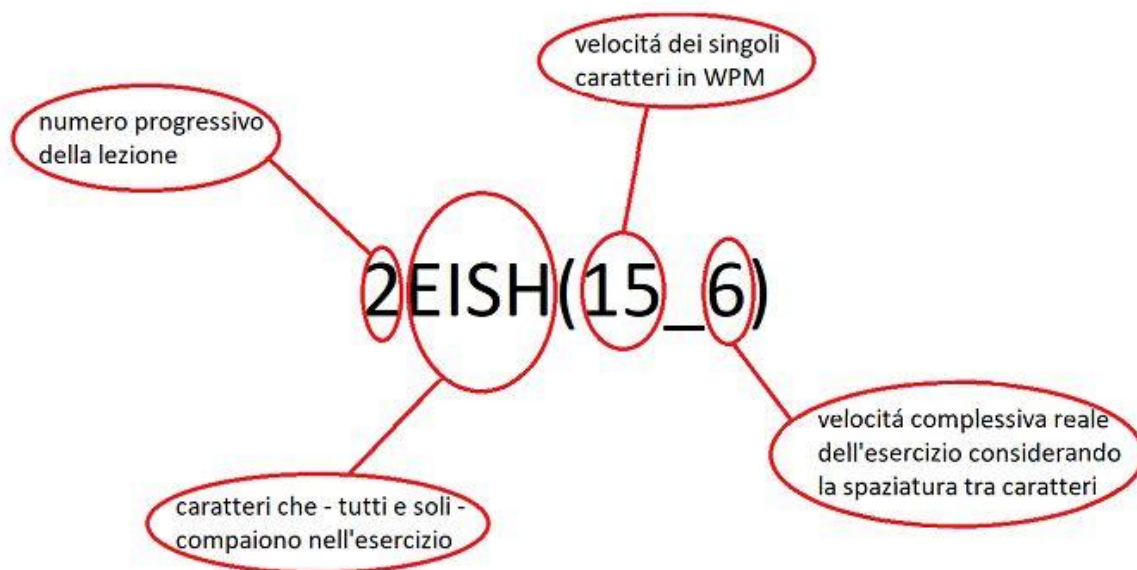 velocitá dei singoli
caratteri in WPM
numero progressivo
della lezione
2EISH(15_6)
velocitá complessiva reale
dell'esercizio considerando
la spaziatura tra caratteri
caratteri che - tutti e soli -
compaiono nell'esercizio